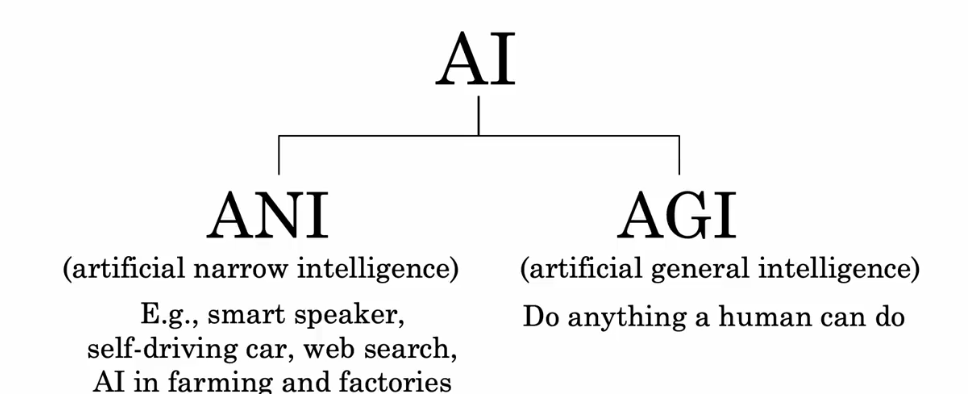 AI
ANI
AGI
(artificial narrow intelligence)
(artificial general intelligence)
E.g., smart speaker,
self-driving car, web search,
AI in farming and factories
Do anything a human can do